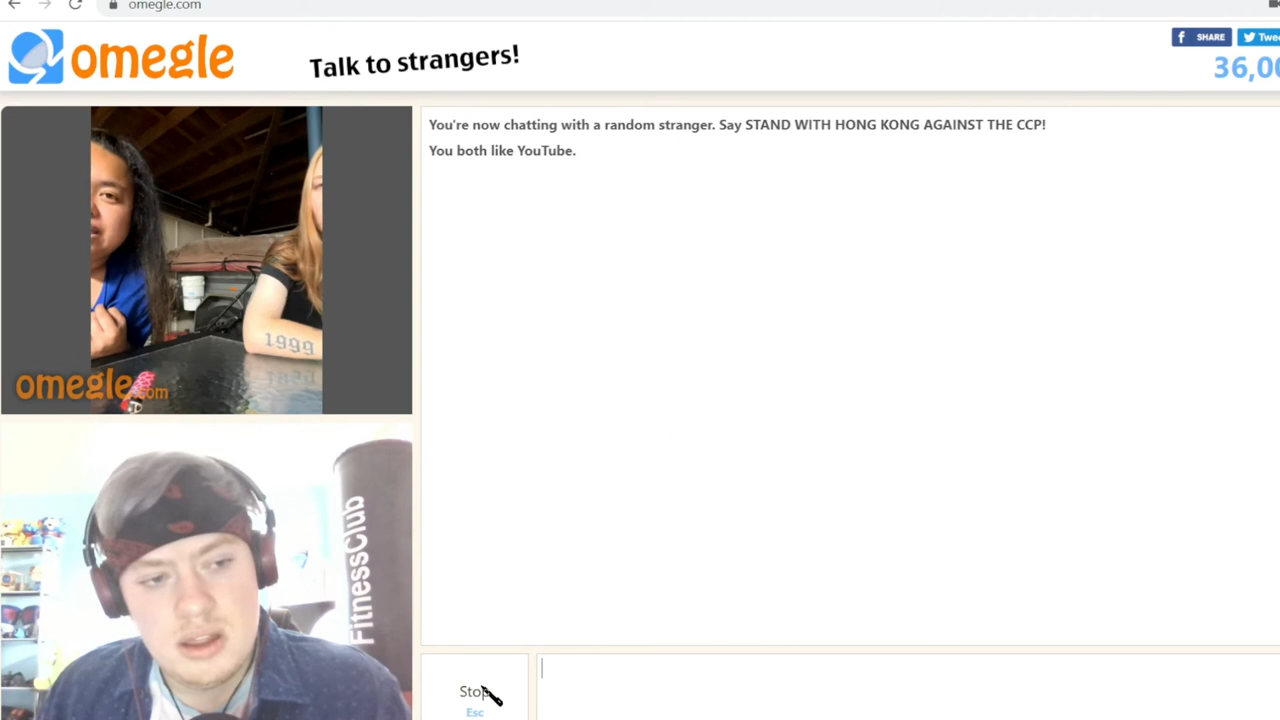 omegle.com
omegle
Talk to strangers!
SHARE
36,00
You're now chatting with a random stranger. Say STAND WITH HONG KONG AGAINST THE CCP!
You both like YouTube.
1999
omegle.com
FitnessClub
Stop
Esc